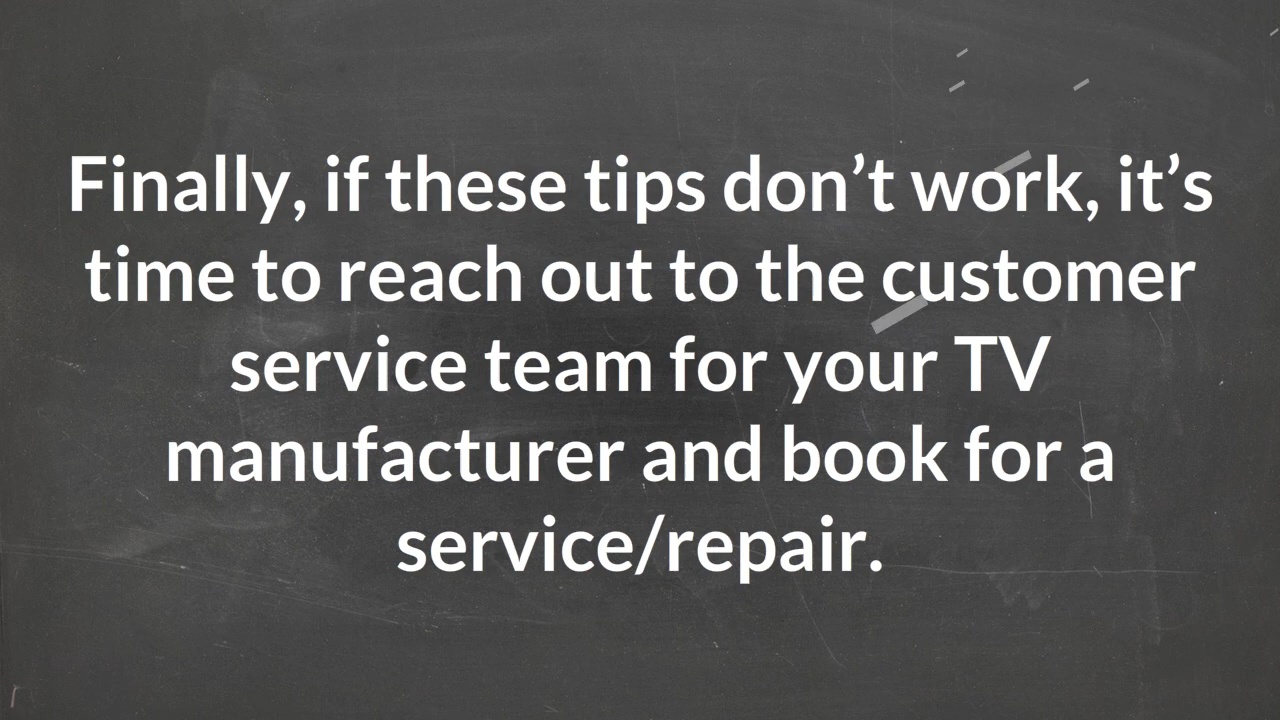 Finally, if these tips don’t work, it’s
time to reach out to the customer
service team for your TV
manufacturer and book for a
service/repair.